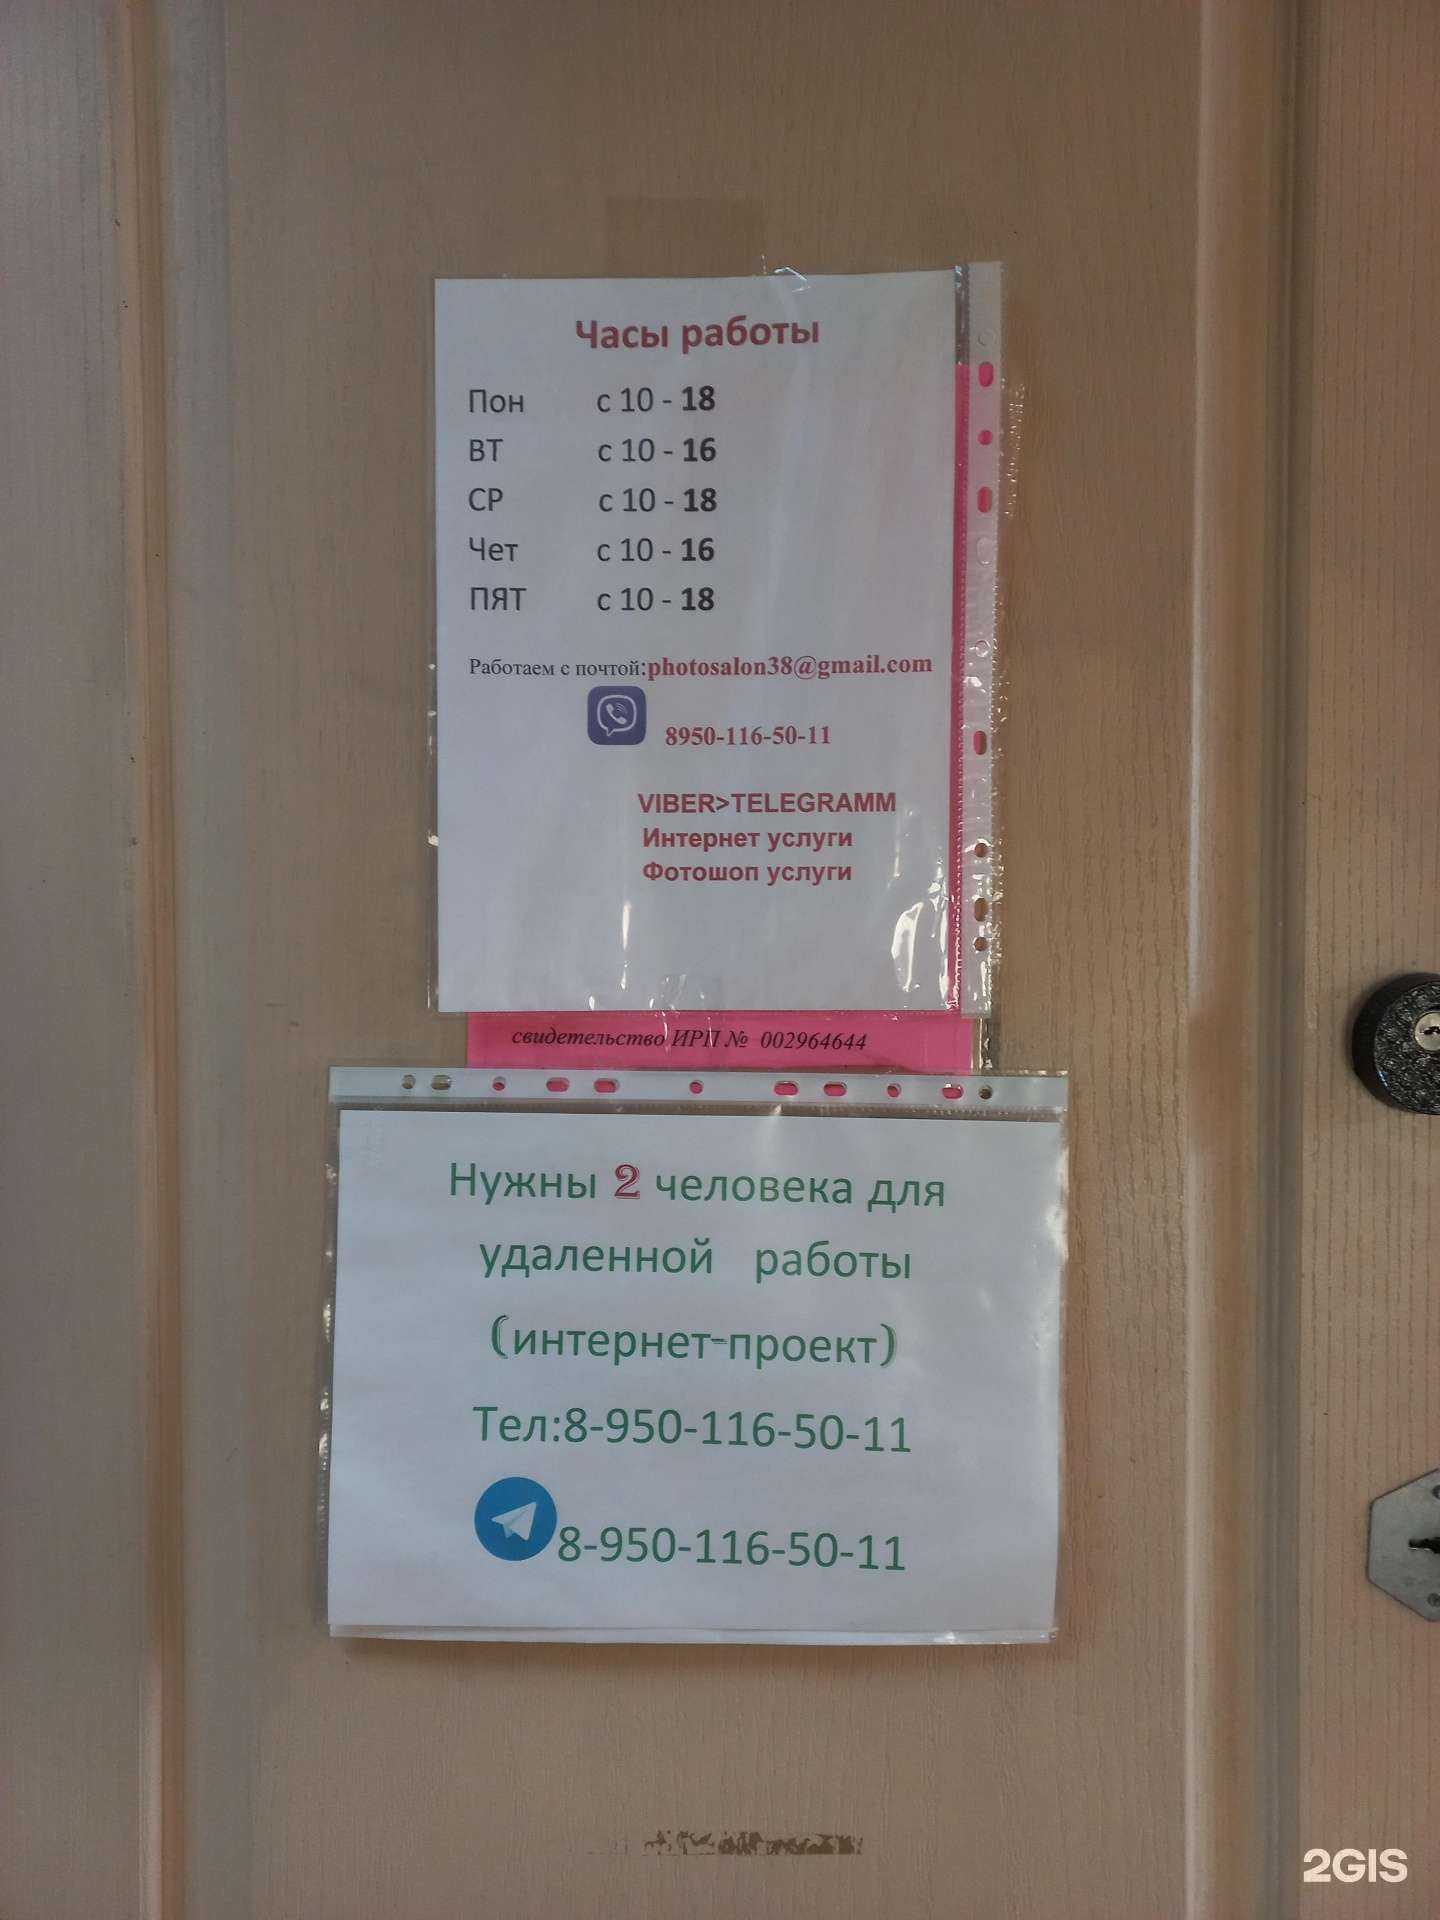 Часы работы
Пон с 10 - 18
ВТ с 10 - 16
СР с 10 - 18
Чет с 10 - 16
ПЯТ с 10 - 18
Работаем с почтой:photosalon38@gmail.com
8950-116-50-11
VIBER>TELEGRAMM
Интернет услуги
Фотошоп услуги
свидетельство ИРП № 002964644
Нужны 2 человека для
удаленной работы
(интернет-проект)
Тел:8-950-116-50-11
8-950-116-50-11
2GIS